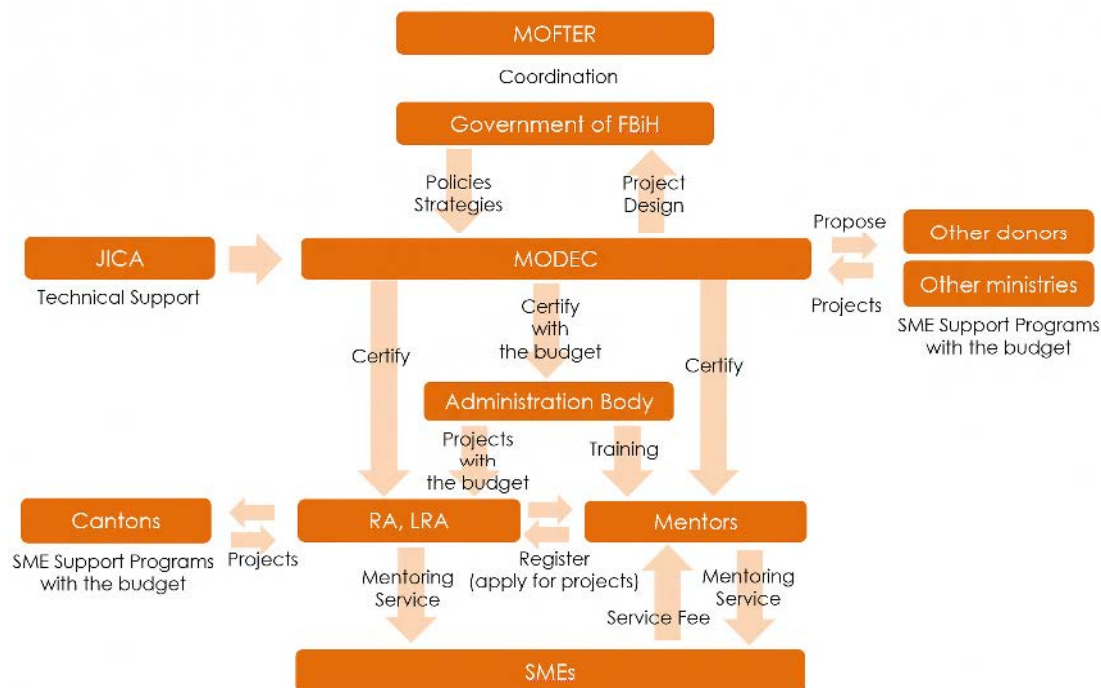 MOFTER
Coordination
Government of FBiH
Policies
Strategies
Project
Design
Propose
Other donors
JICA
MODEC
Technical Support
Other ministries
Projects
SME Support Programs
with the budget
Certify
Certify
with
the budget
Certify
Administration Body
Projects
with
the budget
Training
Cantons
RA, LRA
Mentors
SME Support Programs
with the budget
Projects
Register
(apply for projects)
Mentoring
Service
Service Fee
Mentoring
Service
SMEs